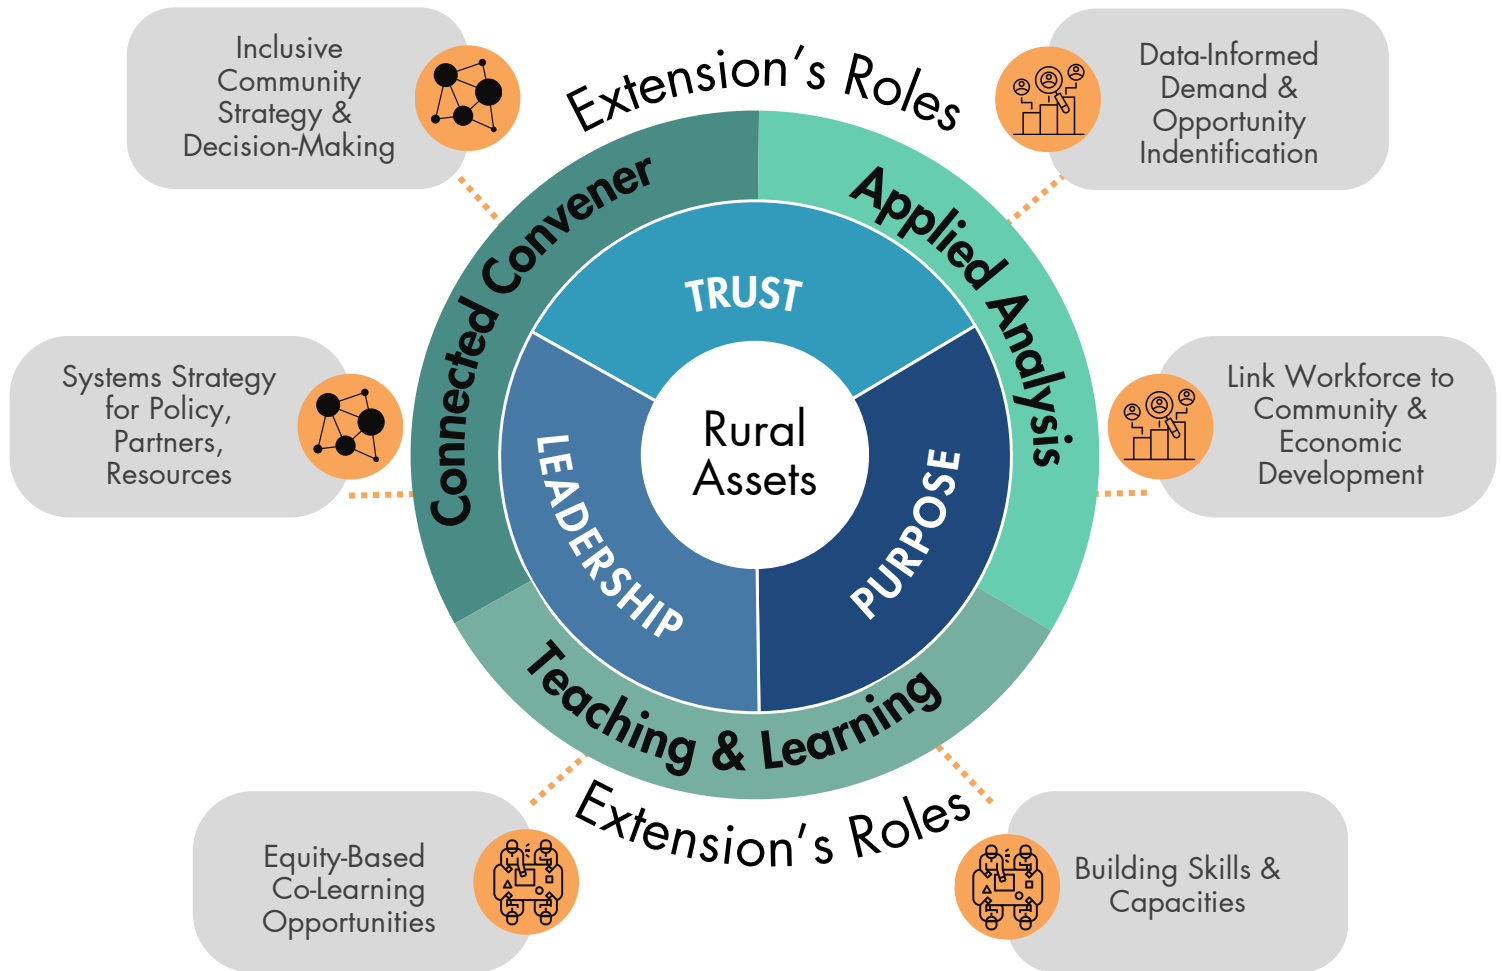 Inclusive
Community
Strategy &
Decision-Making
Extension's Roles
Data-Informed
Demand &
Opportunity
Indentification
Connected Convener
Applied Analysis
TRUST
Systems Strategy
for Policy,
Partners,
Resources
Link Workforce to
Community &
Economic
Development
Rural
Assets
LEADERSHIP
PURPOSE
Teaching & Learning
Extension's Roles
Equity-Based
Co-Learning
Opportunities
Building Skills &
Capacities